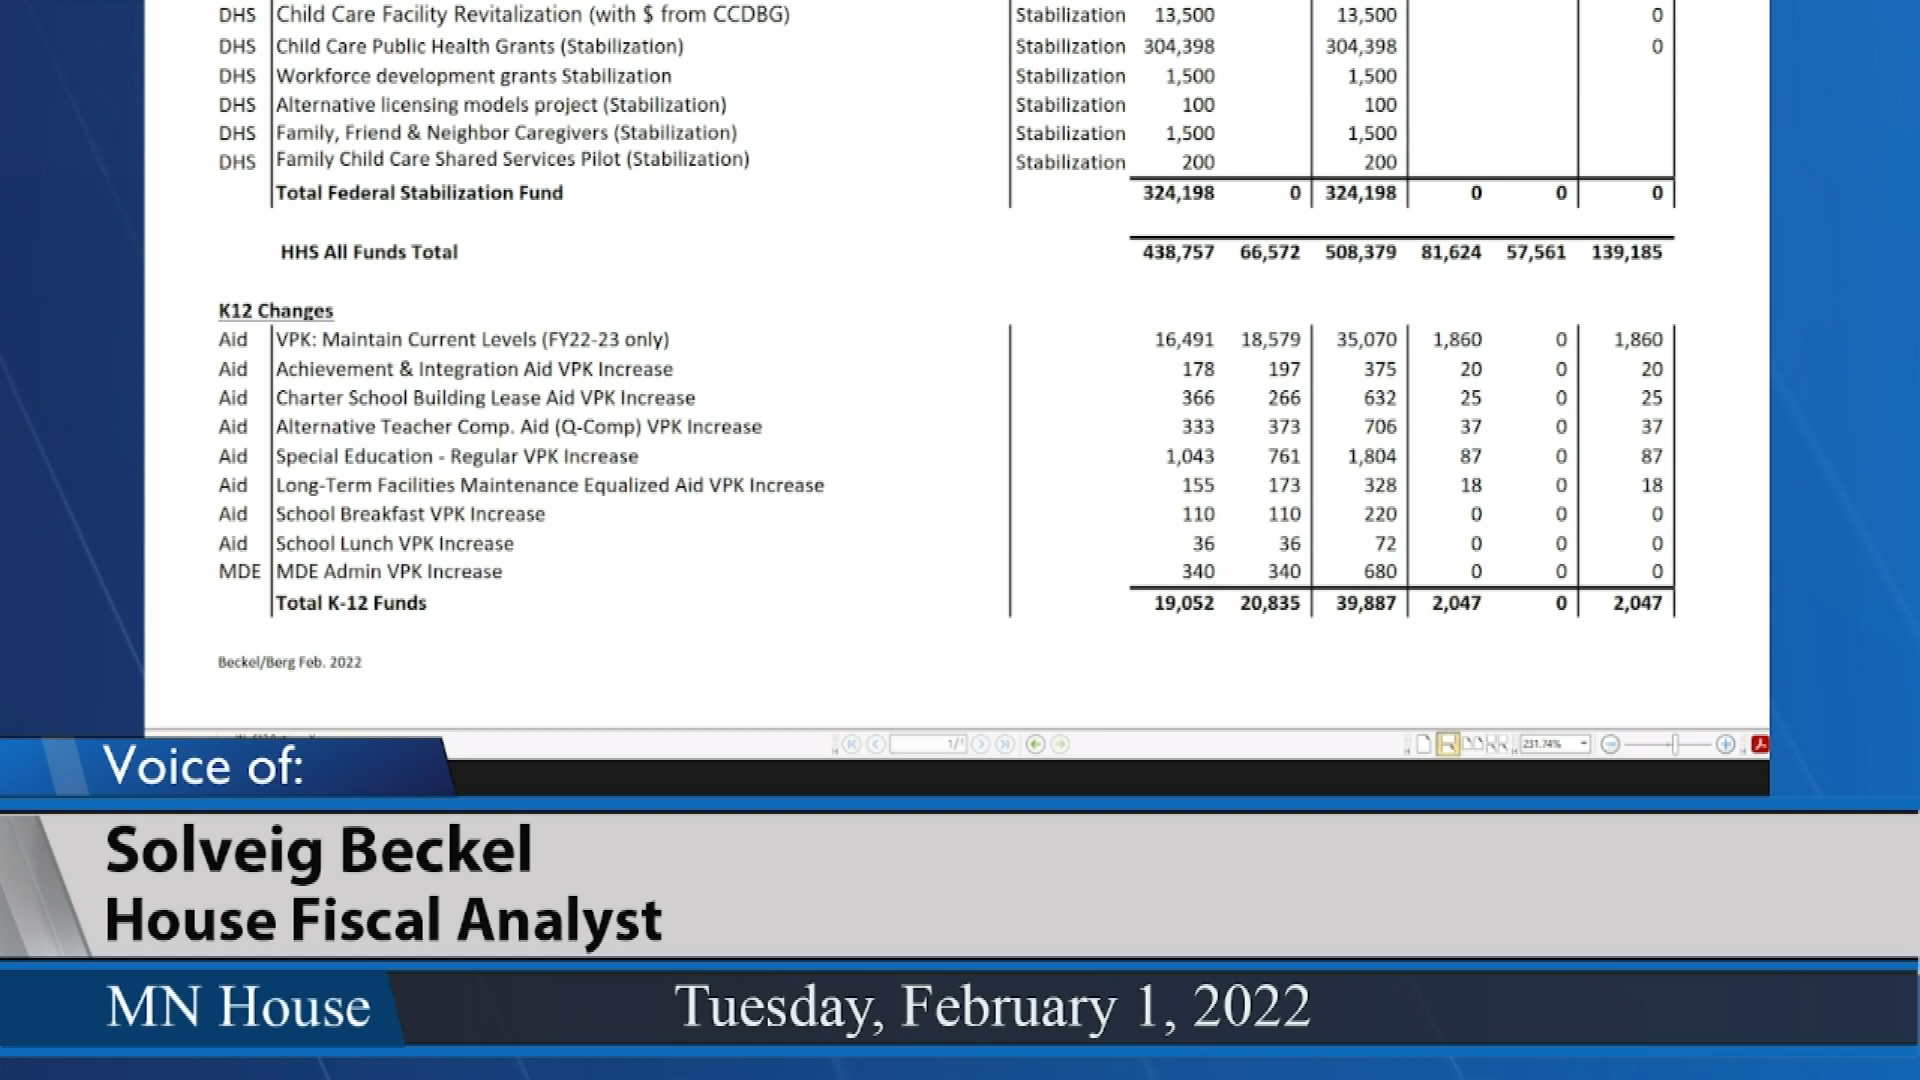 DHS Child Care Facility Revitalization (with $ from CCDBG) Stabilization 13,500 13,500 0
DHS Child Care Public Health Grants (Stabilization) Stabilization 304,398 304,398 0
DHS Workforce development grants Stabilization Stabilization 1,500 1,500
DHS Alternative licensing models project (Stabilization) Stabilization 100 100
DHS Family, Friend & Neighbor Caregivers (Stabilization) Stabilization 1,500 1,500
DHS Family Child Care Shared Services Pilot (Stabilization) Stabilization 200 200
Total Federal Stabilization Fund 324,198 0 324,198 0 0 0
HHS All Funds Total 438,757 66,572 508,379 81,624 57,561 139,185
K12 Changes
Aid VPK: Maintain Current Levels (FY22-23 only) 16,491 18,579 35,070 1,860 0 1,860
Aid Achievement & Integration Aid VPK Increase 178 197 375 20 0 20
Aid Charter School Building Lease Aid VPK Increase 366 266 632 25 0 25
Aid Alternative Teacher Comp. Aid (Q-Comp) VPK Increase 333 373 706 37 0 37
Aid Special Education - Regular VPK Increase 1,043 761 1,804 87 0 87
Aid Long-Term Facilities Maintenance Equalized Aid VPK Increase 155 173 328 18 0 18
Aid School Breakfast VPK Increase 110 110 220 0 0 0
Aid School Lunch VPK Increase 36 36 72 0 0 0
MDE MDE Admin VPK Increase 340 340 680 0 0 0
Total K-12 Funds 19,052 20,835 39,887 2,047 0 2,047
Beckel/Berg Feb. 2022
1/1 231.74%
Voice of:
Solveig Beckel
House Fiscal Analyst
MN House Tuesday, February 1, 2022